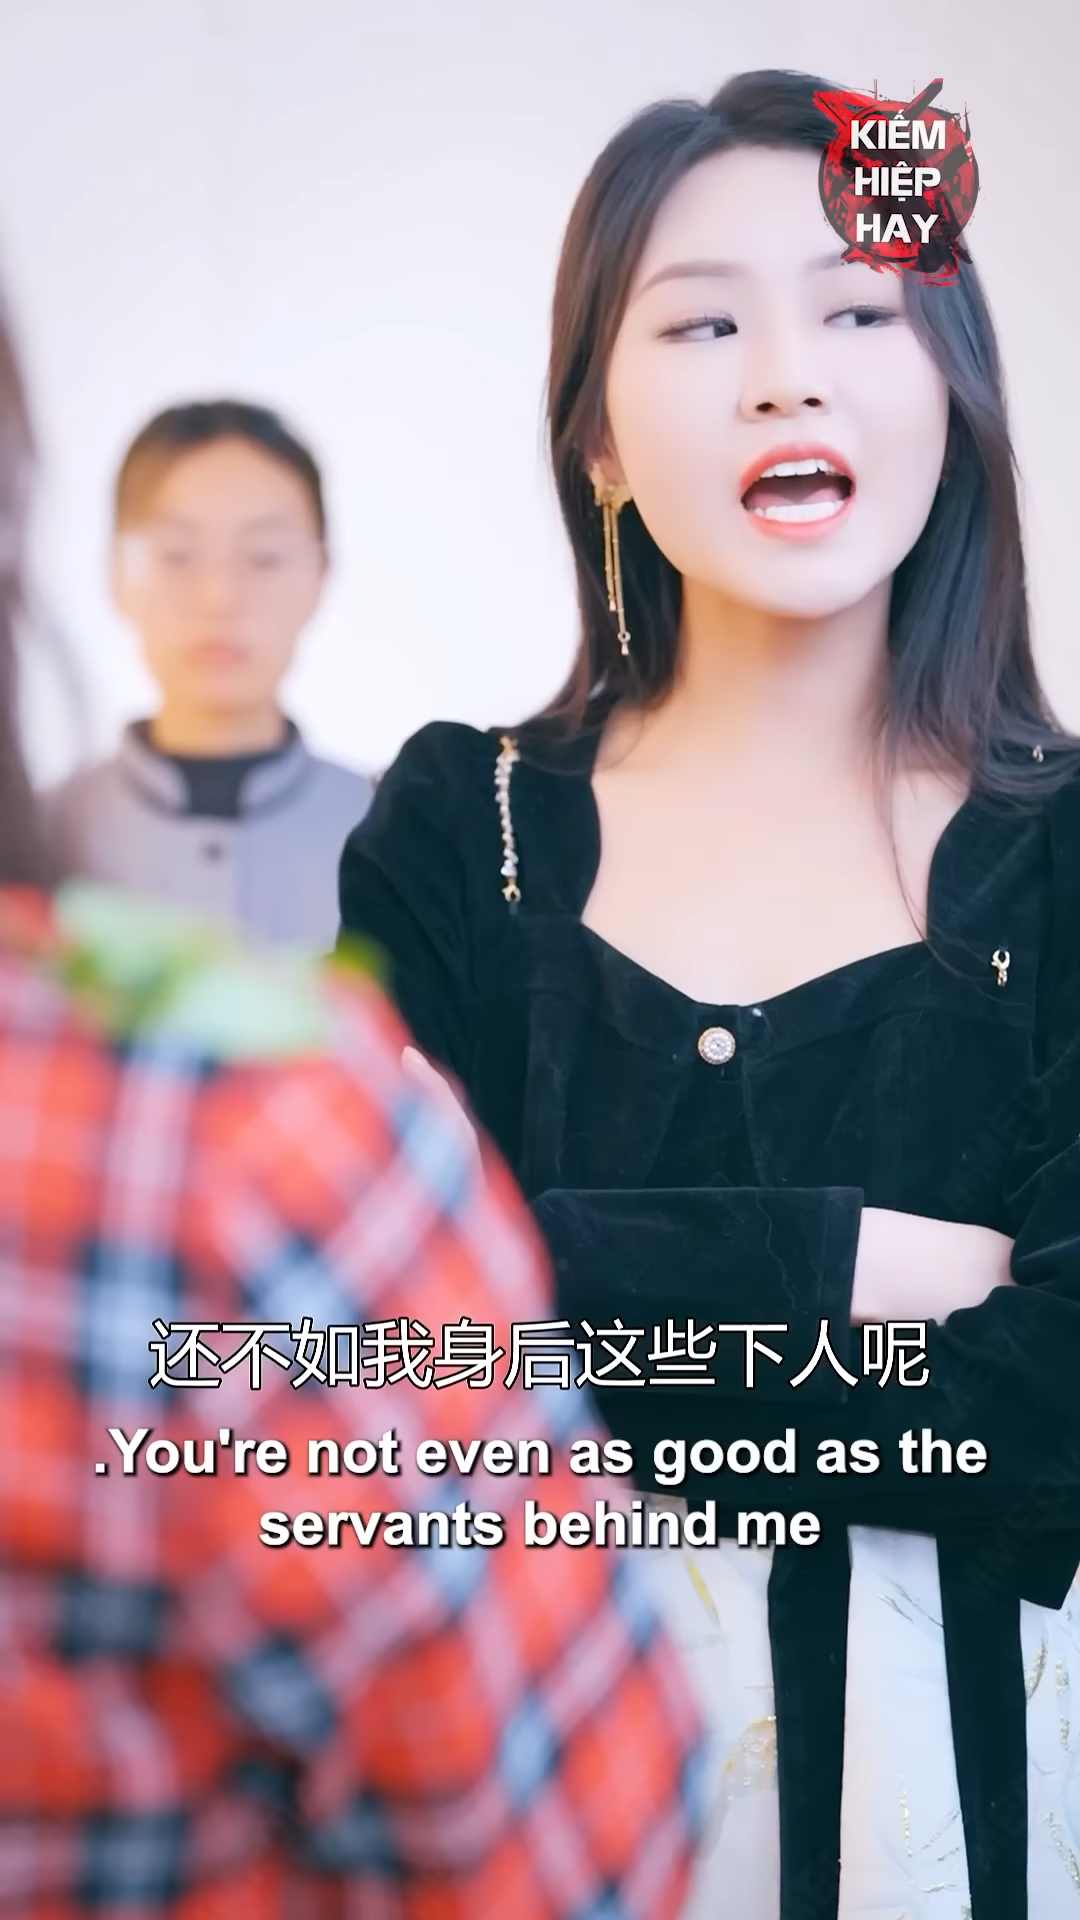 KIẾM
HIỆP
HAY
还不如我身后这些下人呢
.You're not even as good as the
servants behind me